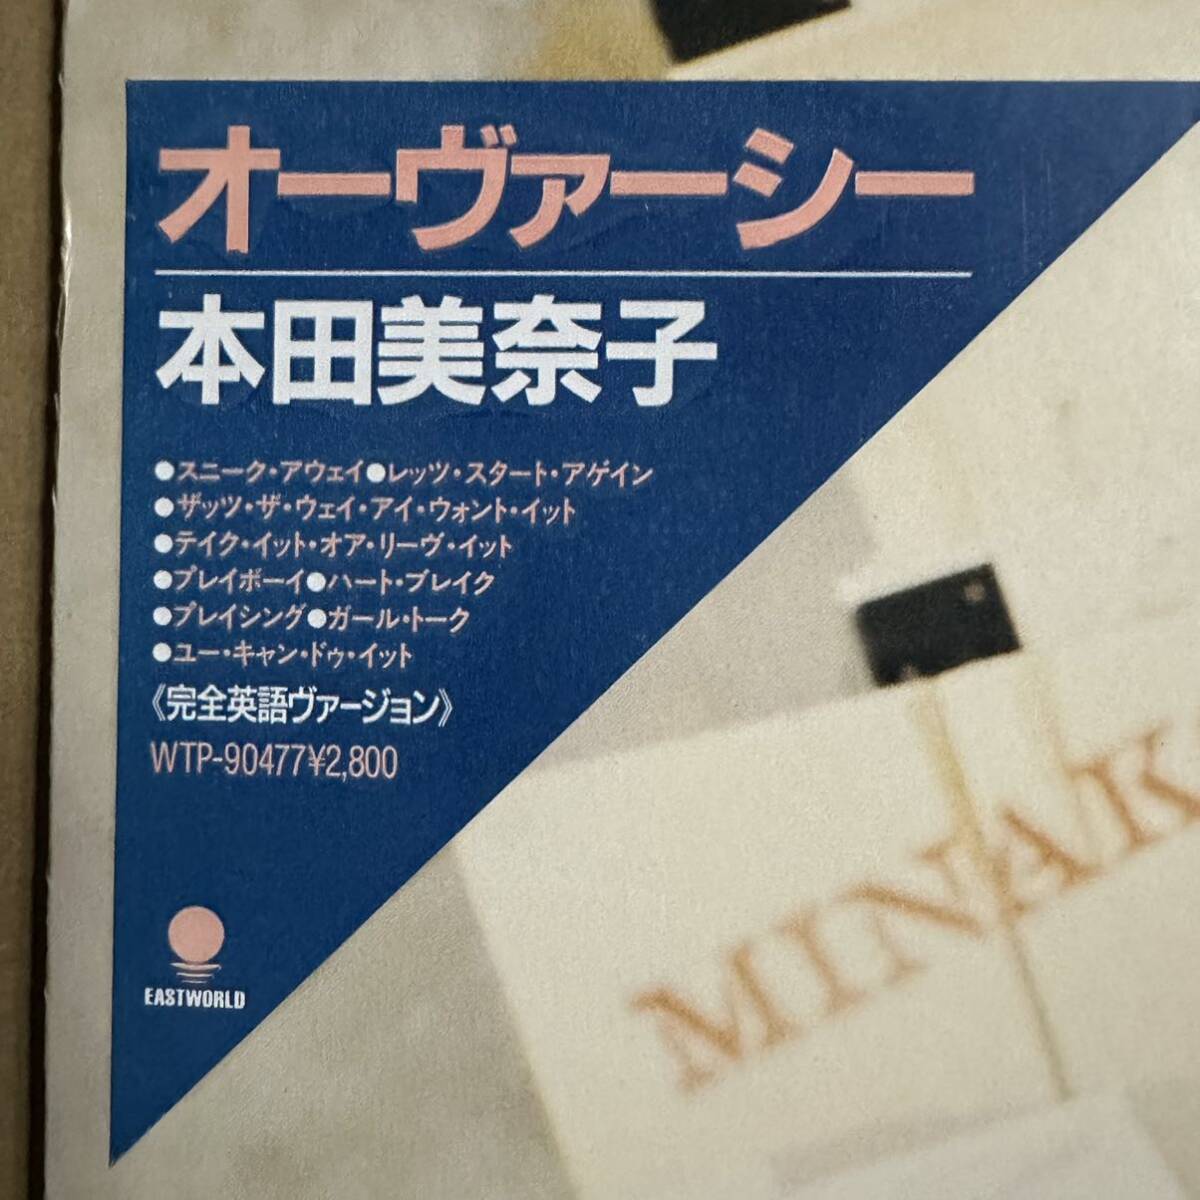 オーヴァーシー
本田美奈子
●スニーク・アウェイ●レッツ・スタート・アゲイン
●ザッツ・ザ・ウェイ・アイ・ウォント・イット
●テイク・イット・オア・リーヴ・イット
●プレイボーイ●ハート・ブレイク
●ブレイシング●ガール・トーク
●ユー・キャン・ドゥ・イット
《完全英語ヴァージョン》
WTP-90477¥2,800
EASTWORLD
MINAK